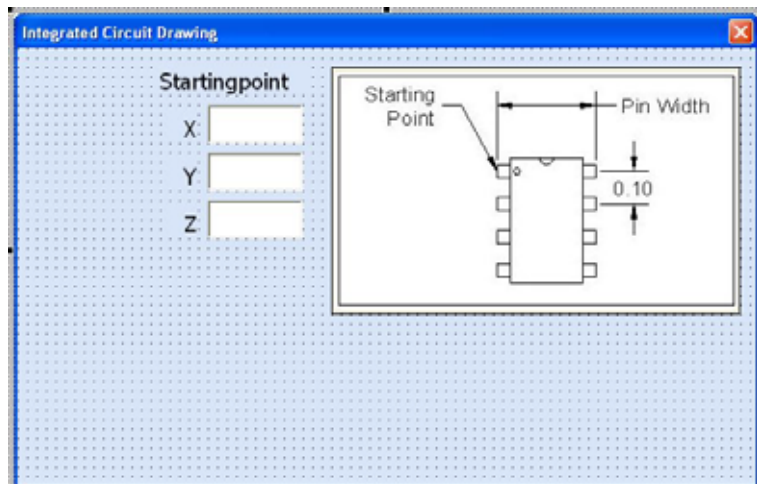 Integrated Circuit Drawing
Startingpoint
X
Y
Z
Starting
Point
Pin Width
0.10